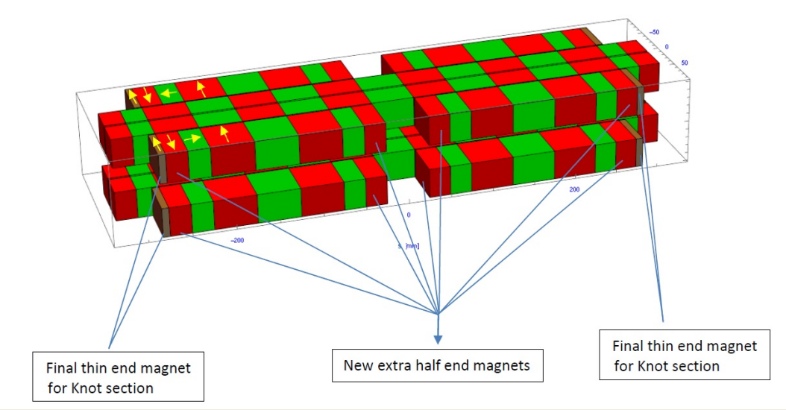 -50
0
50
200
0
-200
[mm]
Final thin end magnet
for Knot section
New extra half end magnets
Final thin end magnet
for Knot section